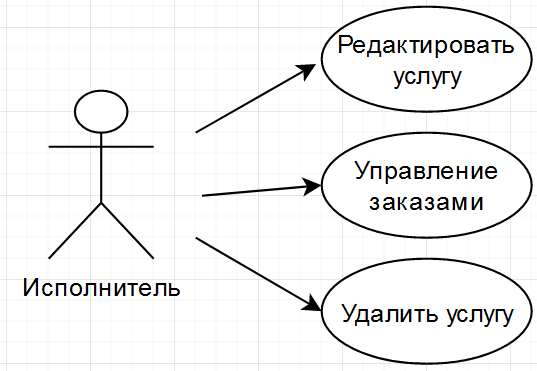 Редактировать
услугу
Управление
заказами
Исполнитель
Удалить услугу